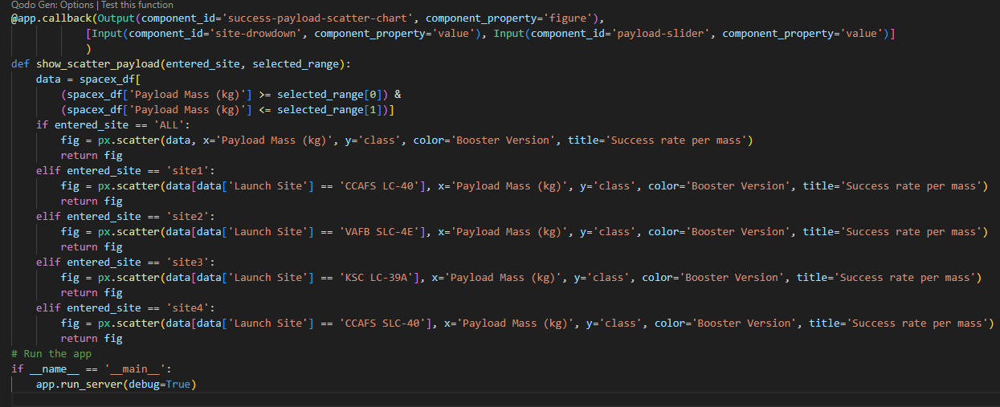 Qodo Gen: Options | Test this function
@app.callback(Output(component_id='success-payload-scatter-chart', component_property='figure'),
            [Input(component_id='site-drowdown', component_property='value'), Input(component_id='payload-slider', component_property='value')]
            )
def show_scatter_payload(entered_site, selected_range):
    data = spacex_df[
        (spacex_df['Payload Mass (kg)'] >= selected_range[0]) &
        (spacex_df['Payload Mass (kg)'] <= selected_range[1])]
    if entered_site == 'ALL':
        fig = px.scatter(data, x='Payload Mass (kg)', y='class', color='Booster Version', title='Success rate per mass')
        return fig
    elif entered_site == 'site1':
        fig = px.scatter(data[data['Launch Site'] == 'CCAFS LC-40'], x='Payload Mass (kg)', y='class', color='Booster Version', title='Success rate per mass')
        return fig
    elif entered_site == 'site2':
        fig = px.scatter(data[data['Launch Site'] == 'VAFB SLC-4E'], x='Payload Mass (kg)', y='class', color='Booster Version', title='Success rate per mass')
        return fig
    elif entered_site == 'site3':
        fig = px.scatter(data[data['Launch Site'] == 'KSC LC-39A'], x='Payload Mass (kg)', y='class', color='Booster Version', title='Success rate per mass')
        return fig
    elif entered_site == 'site4':
        fig = px.scatter(data[data['Launch Site'] == 'CCAFS SLC-40'], x='Payload Mass (kg)', y='class', color='Booster Version', title='Success rate per mass')
        return fig
# Run the app
if __name__ == '__main__':
    app.run_server(debug=True)